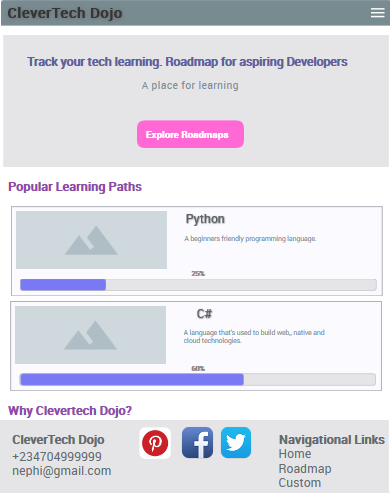 CleverTech Dojo
Track your tech learning. Roadmap for aspiring Developers
A place for learning
Explore Roadmaps
Popular Learning Paths
Python
A beginners friendly programming language.
25%
C#
A language that's used to build web,, native and
cloud technologies.
60%
Why Clevertech Dojo?
CleverTech Dojo
+234704999999
nephi@gmail.com
Navigational Links
Home
Roadmap
Custom